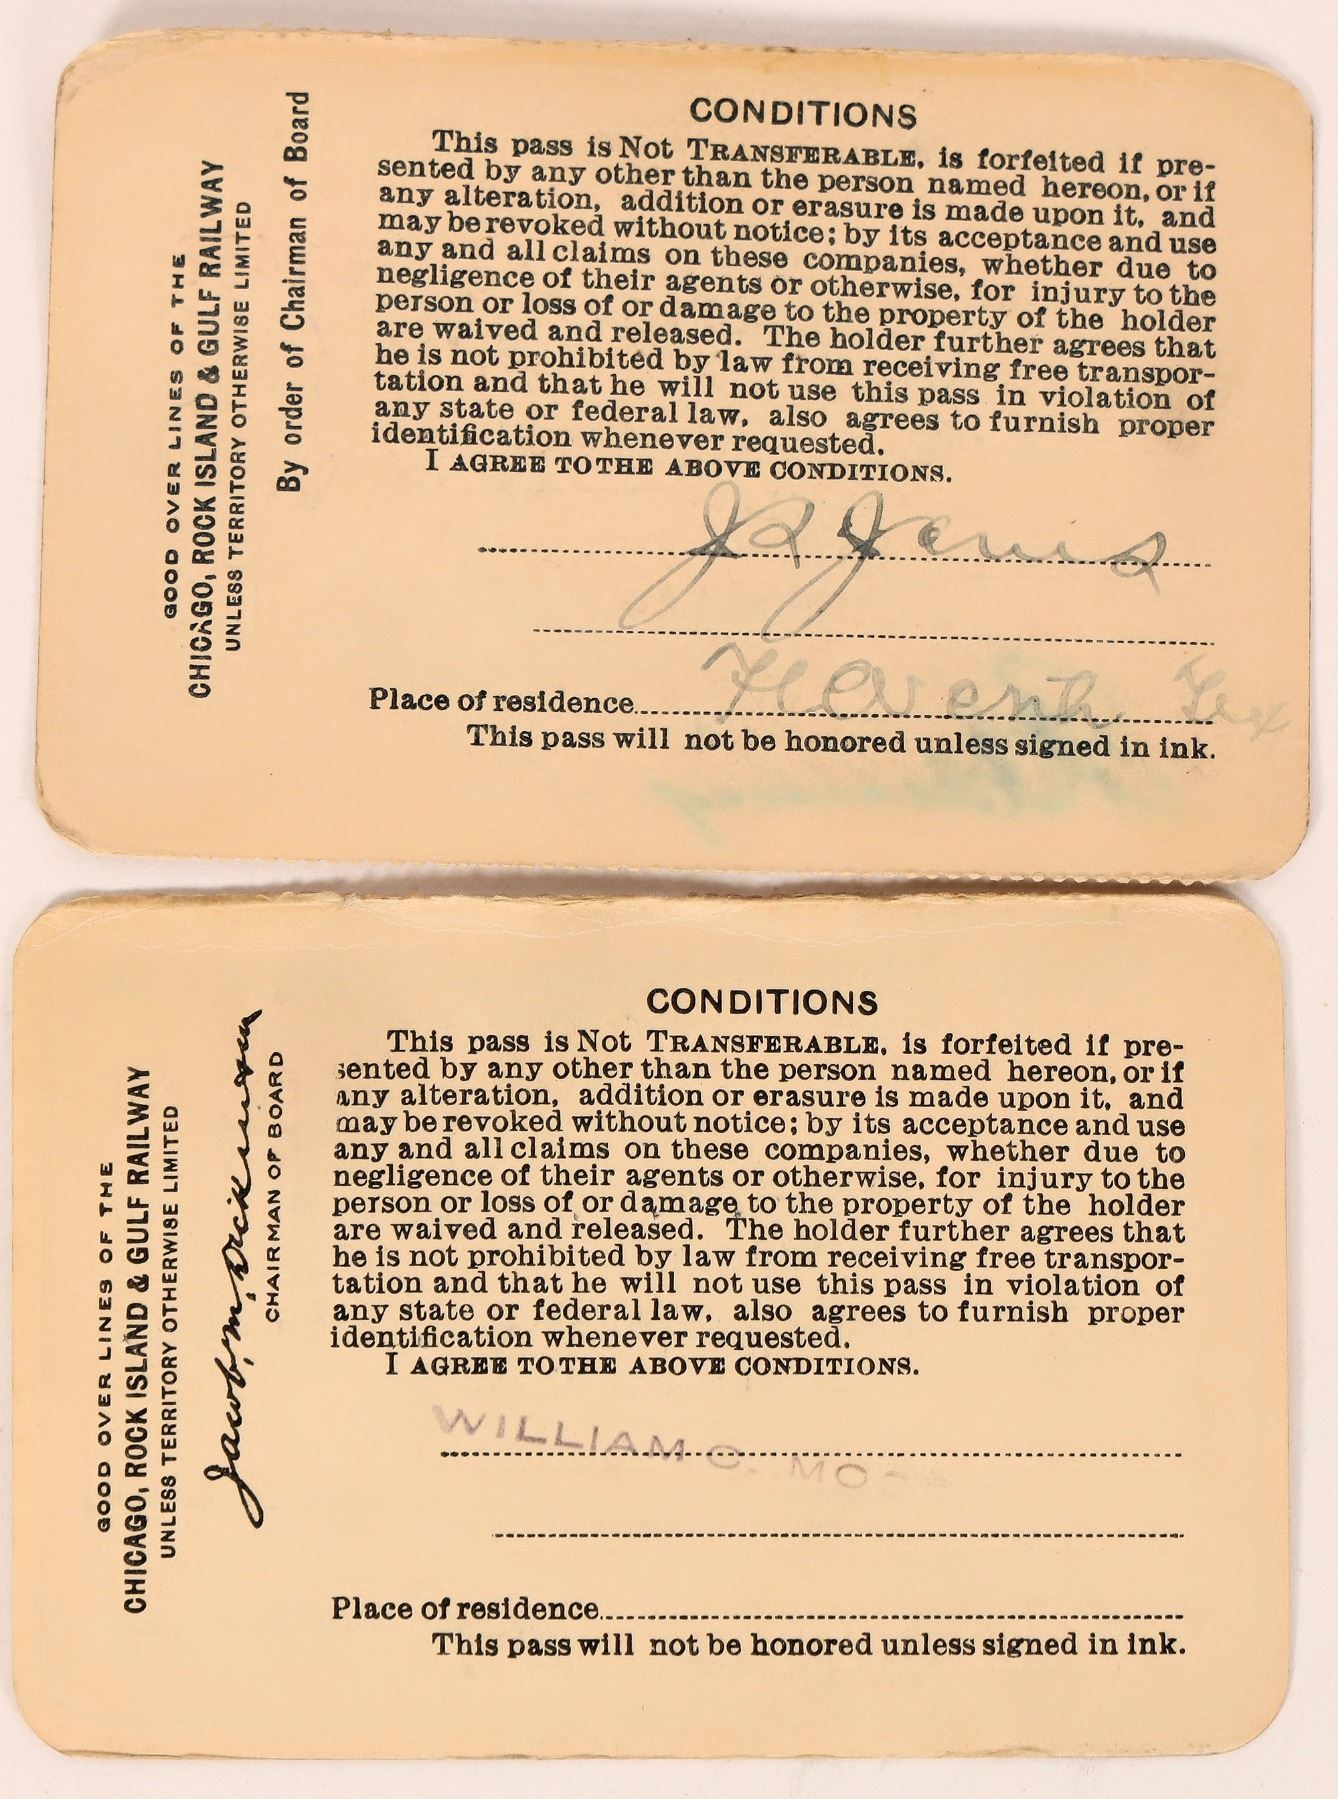 GOOD OVER LINES OF THE
CHICAGO, ROCK ISLAND & GULF RAILWAY
UNLESS TERRITORY OTHERWISE LIMITED
By order of Chairman of Board
CONDITIONS
This pass is Not TRANSFERABLE, is forfeited if pre-
sented by any other than the person named hereon, or if
any alteration, addition or erasure is made upon it, and
may be revoked without notice; by its acceptance and use
any and all claims on these companies, whether due to
negligence of their agents or otherwise, for injury to the
person or loss of or damage to the property of the holder
are waived and released. The holder further agrees that
he is not prohibited by law from receiving free transpor-
tation and that he will not use this pass in violation of
any state or federal law, also agrees to furnish proper
identification whenever requested.
I AGREE TO THE ABOVE CONDITIONS.
J R
Place of residence Tex
This pass will not be honored unless signed in ink.
GOOD OVER LINES OF THE
CHICAGO, ROCK ISLAND & GULF RAILWAY
UNLESS TERRITORY OTHERWISE LIMITED
Jacob M. Dickinson
CHAIRMAN OF BOARD
CONDITIONS
This pass is Not TRANSFERABLE, is forfeited if pre-
sented by any other than the person named hereon, or if
any alteration, addition or erasure is made upon it, and
may be revoked without notice; by its acceptance and use
any and all claims on these companies, whether due to
negligence of their agents or otherwise, for injury to the
person or loss of or damage to the property of the holder
are waived and released. The holder further agrees that
he is not prohibited by law from receiving free transpor-
tation and that he will not use this pass in violation of
any state or federal law, also agrees to furnish proper
identification whenever requested.
I AGREE TO THE ABOVE CONDITIONS.
WILLIAM C.
Place of residence
This pass will not be honored unless signed in ink.